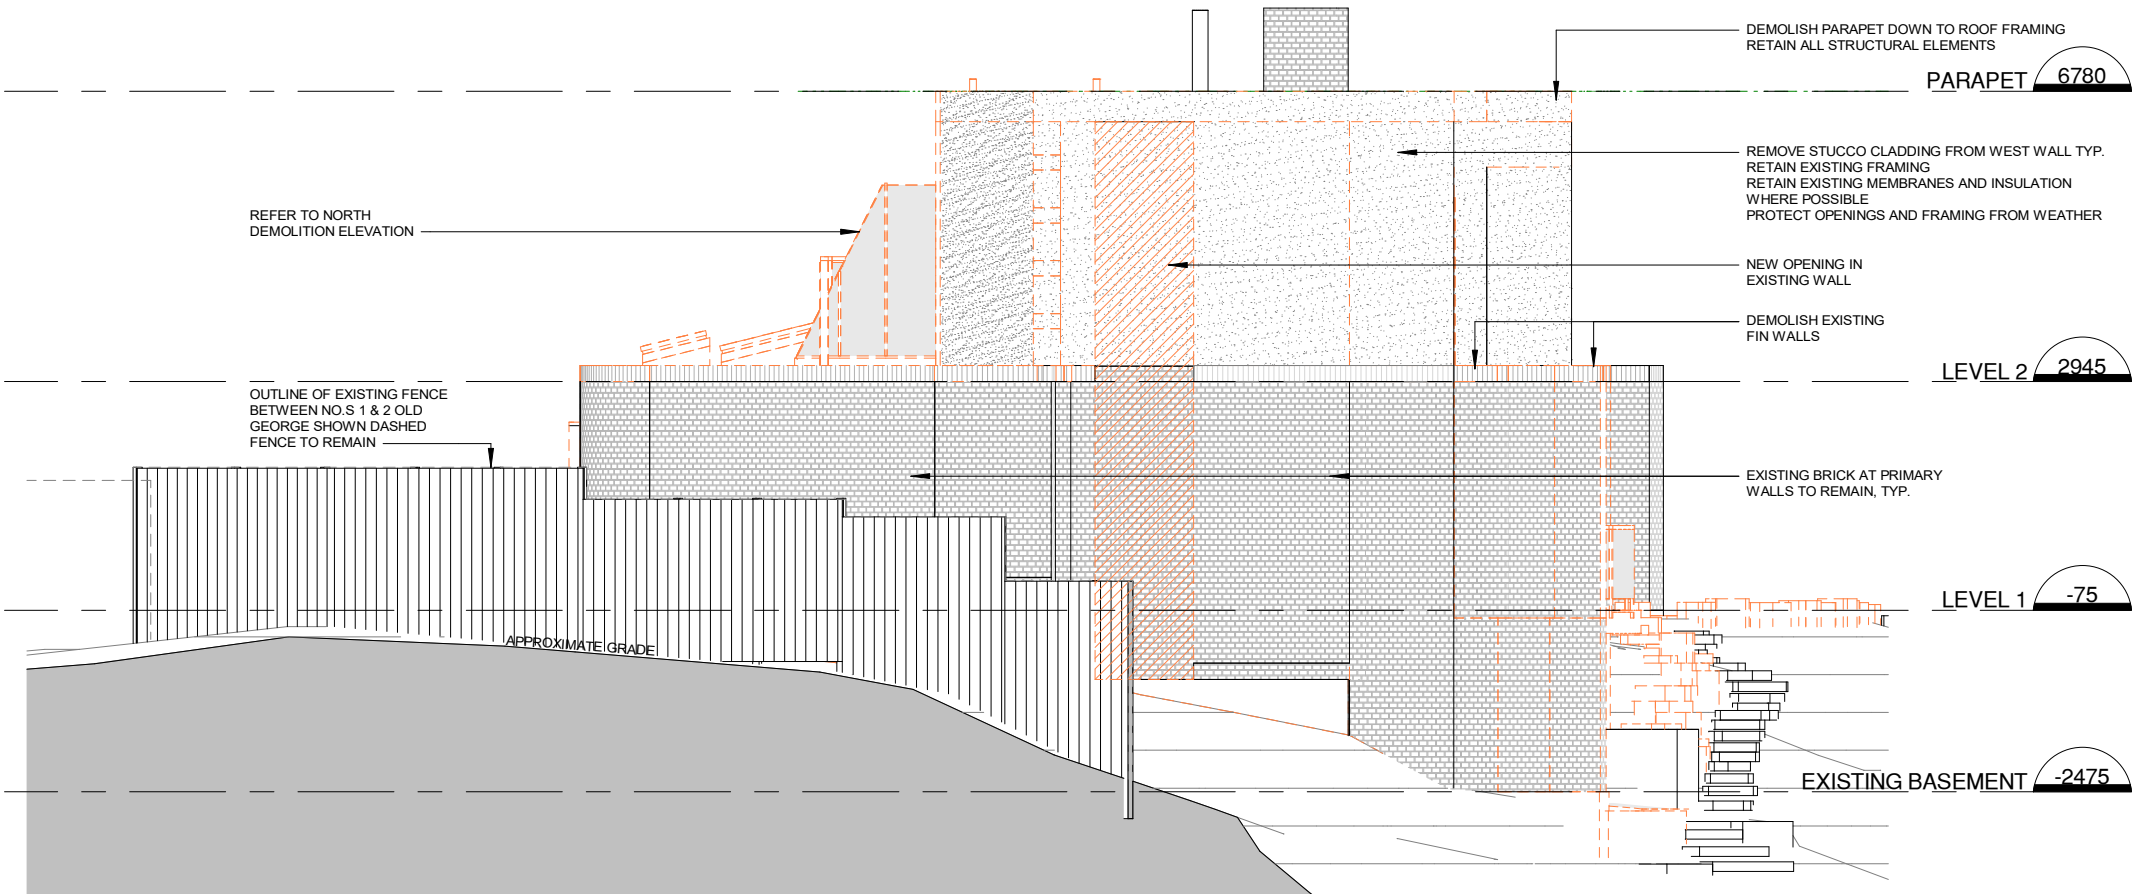 DEMOLISH PARAPET DOWN TO ROOF FRAMING
RETAIN ALL STRUCTURAL ELEMENTS
PARAPET 6780
REMOVE STUCCO CLADDING FROM WEST WALL TYP.
RETAIN EXISTING FRAMING
RETAIN EXISTING MEMBRANES AND INSULATION
WHERE POSSIBLE
PROTECT OPENINGS AND FRAMING FROM WEATHER
REFER TO NORTH
DEMOLITION ELEVATION
NEW OPENING IN
EXISTING WALL
DEMOLISH EXISTING
FIN WALLS
LEVEL 2 2945
OUTLINE OF EXISTING FENCE
BETWEEN NO.S 1 & 2 OLD
GEORGE SHOWN DASHED
FENCE TO REMAIN
EXISTING BRICK AT PRIMARY
WALLS TO REMAIN, TYP.
LEVEL 1 -75
APPROXIMATE GRADE
EXISTING BASEMENT -2475